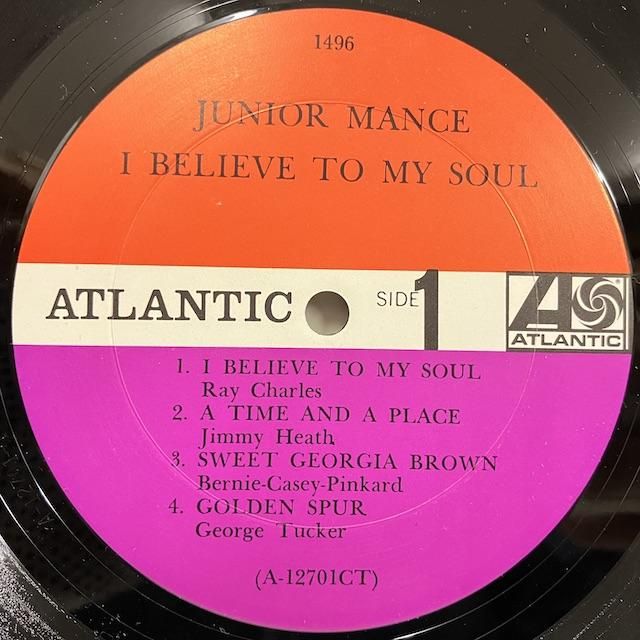 1496
JUNIOR MANCE
I BELIEVE TO MY SOUL
ATLANTIC
SIDE 1
ATLANTIC
1. I BELIEVE TO MY SOUL
Ray Charles
2. A TIME AND A PLACE
Jimmy Heath
3. SWEET GEORGIA BROWN
Bernie-Casey-Pinkard
4. GOLDEN SPUR
George Tucker
(A-12701CT)